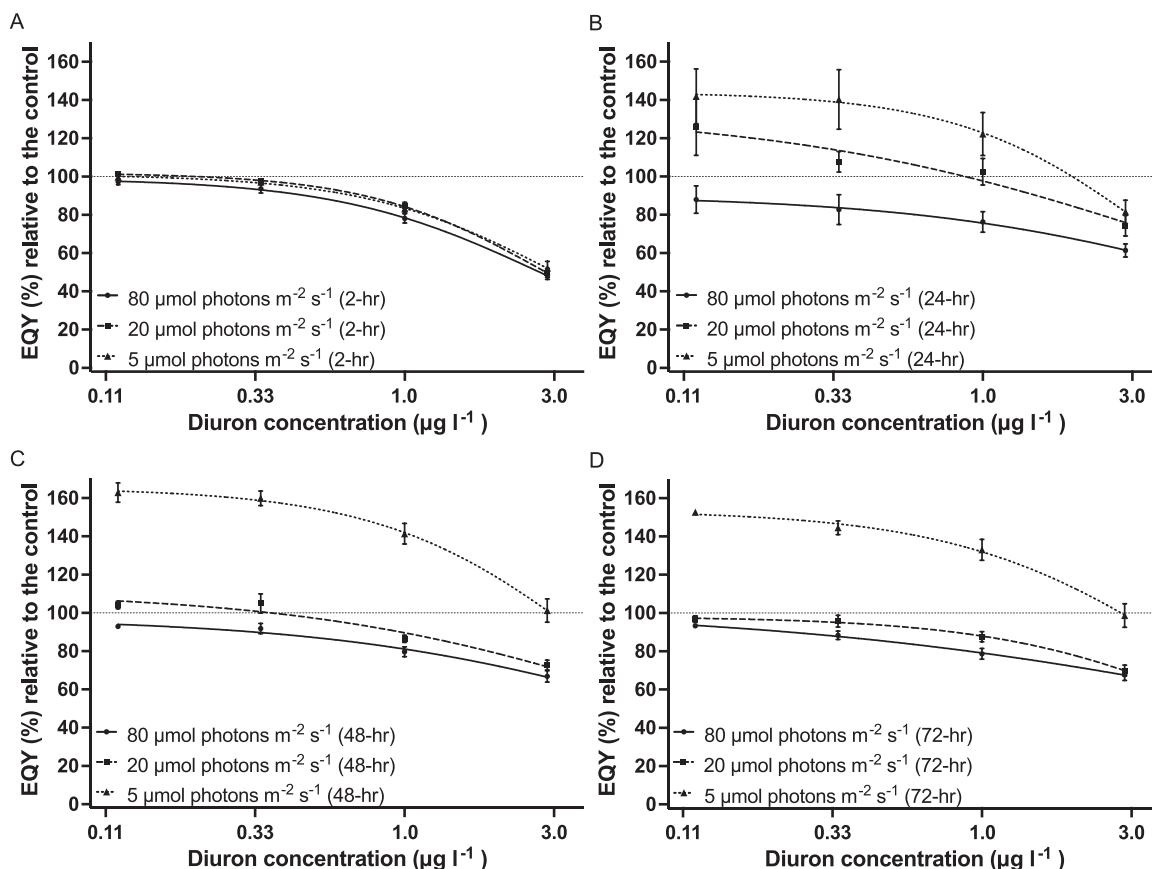 A
EQY (%) relative to the control
160
140
120
100
80
60
40
20
0
80 µmol photons m⁻² s⁻¹ (2-hr)
20 µmol photons m⁻² s⁻¹ (2-hr)
5 µmol photons m⁻² s⁻¹ (2-hr)
0.11 0.33 1.0 3.0
Diuron concentration (µg l⁻¹ )
B
EQY (%) relative to the control
160
140
120
100
80
60
40
20
0
80 µmol photons m⁻² s⁻¹ (24-hr)
20 µmol photons m⁻² s⁻¹ (24-hr)
5 µmol photons m⁻² s⁻¹ (24-hr)
0.11 0.33 1.0 3.0
Diuron concentration (µg l⁻¹ )
C
EQY (%) relative to the control
160
140
120
100
80
60
40
20
0
80 µmol photons m⁻² s⁻¹ (48-hr)
20 µmol photons m⁻² s⁻¹ (48-hr)
5 µmol photons m⁻² s⁻¹ (48-hr)
0.11 0.33 1.0 3.0
Diuron concentration (µg l⁻¹ )
D
EQY (%) relative to the control
160
140
120
100
80
60
40
20
0
80 µmol photons m⁻² s⁻¹ (72-hr)
20 µmol photons m⁻² s⁻¹ (72-hr)
5 µmol photons m⁻² s⁻¹ (72-hr)
0.11 0.33 1.0 3.0
Diuron concentration (µg l⁻¹ )